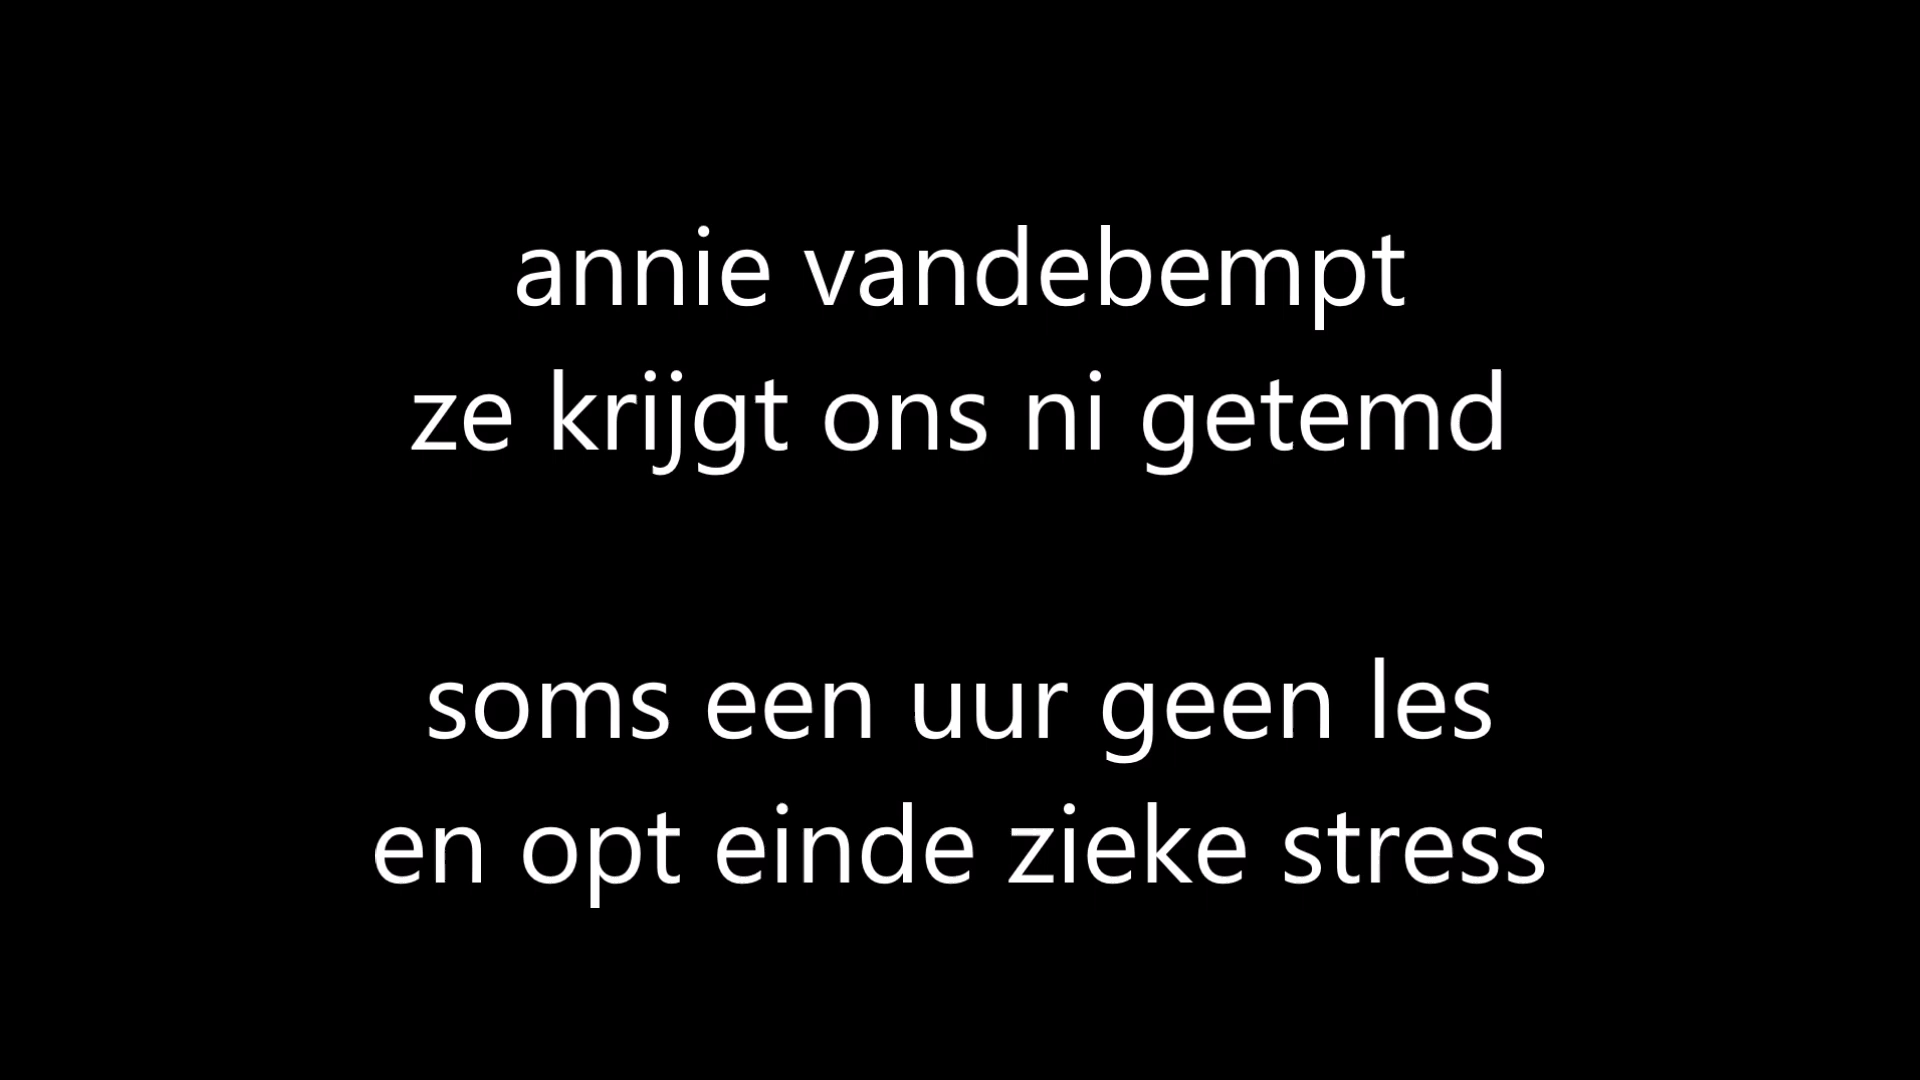 annie vandebempt
ze krijgt ons ni getemd
soms een uur geen les
en opt einde zieke stress